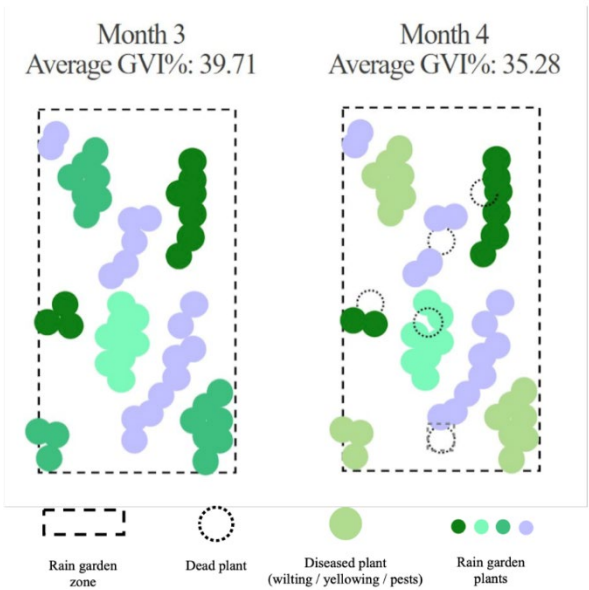 Month 3
Average GVI%: 39.71
Month 4
Average GVI%: 35.28
Rain garden
zone
Dead plant
Diseased plant
(wilting / yellowing / pests)
Rain garden
plants